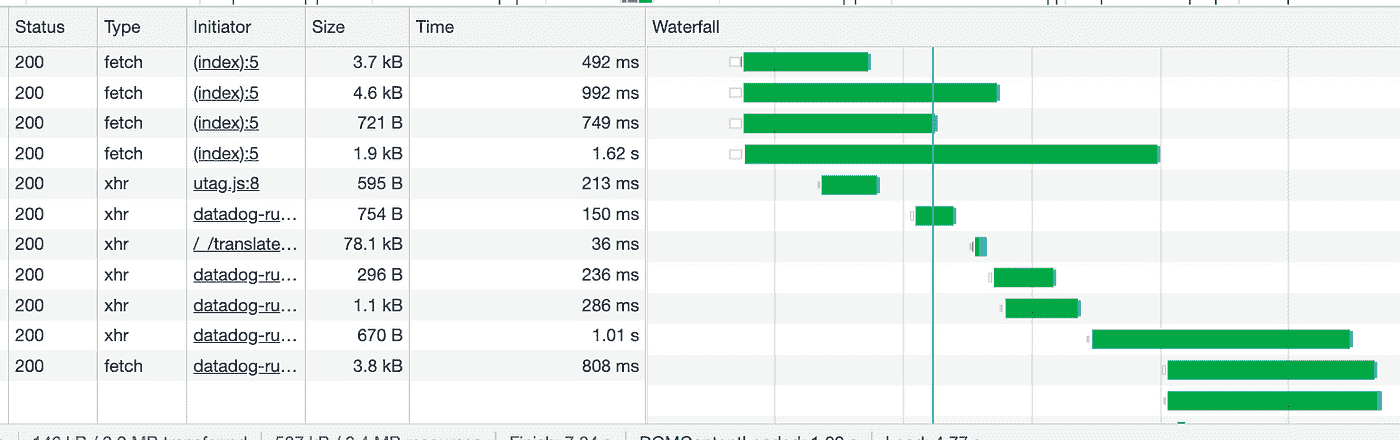 Status Type Initiator Size Time Waterfall
200 fetch (index):5 3.7 kB 492 ms
200 fetch (index):5 4.6 kB 992 ms
200 fetch (index):5 721 B 749 ms
200 fetch (index):5 1.9 kB 1.62 s
200 xhr utag.js:8 595 B 213 ms
200 xhr datadog-ru… 754 B 150 ms
200 xhr /_/translate… 78.1 kB 36 ms
200 xhr datadog-ru… 296 B 236 ms
200 xhr datadog-ru… 1.1 kB 286 ms
200 xhr datadog-ru… 670 B 1.01 s
200 fetch datadog-ru… 3.8 kB 808 ms